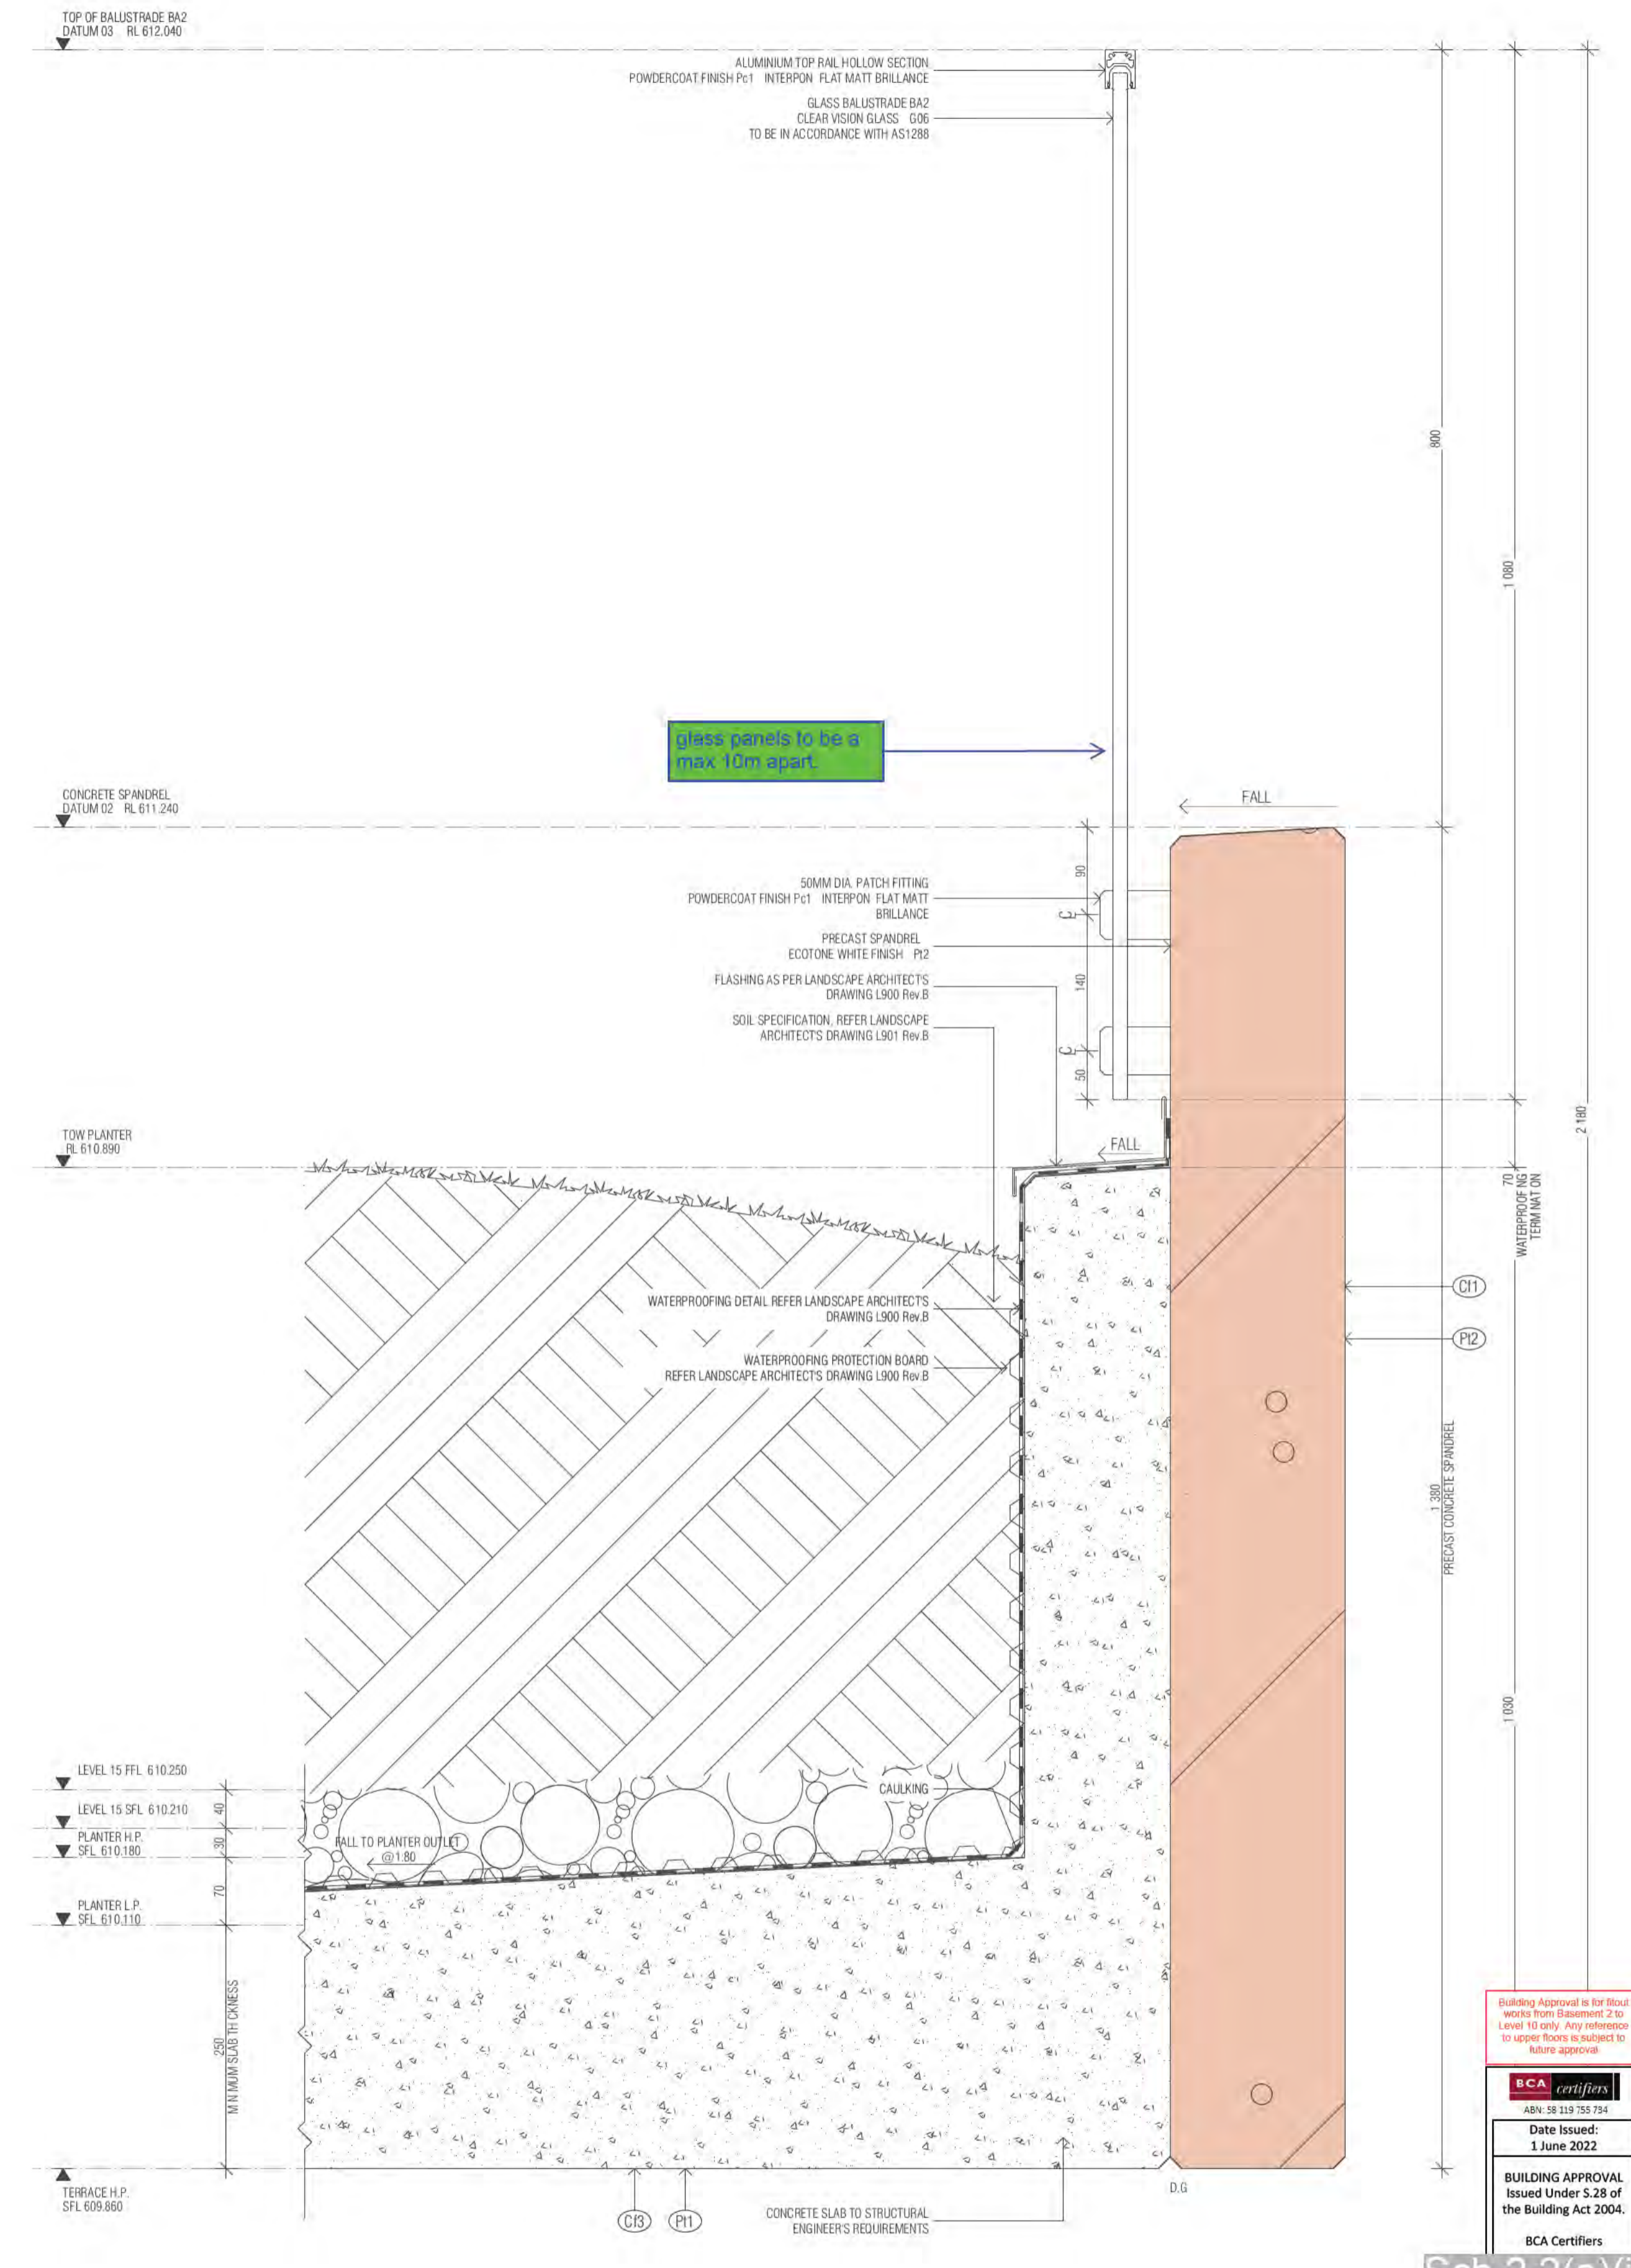 TOP OF BALUSTRADE BA2
DATUM 03 RL 612.040
ALUMINIUM TOP RAIL HOLLOW SECTION
POWDERCOAT FINISH Pc1 INTERPON FLAT MATT BRILLANCE
GLASS BALUSTRADE BA2
CLEAR VISION GLASS G06
TO BE IN ACCORDANCE WITH AS1288
800
1 080
glass panels to be a
max 10m apart.
CONCRETE SPANDREL
DATUM 02 RL 611.240
FALL
90
50MM DIA. PATCH FITTING
POWDERCOAT FINISH Pc1 INTERPON FLAT MATT
BRILLANCE
PRECAST SPANDREL
ECOTONE WHITE FINISH Pt2
140
FLASHING AS PER LANDSCAPE ARCHITECT'S
DRAWING L900 Rev.B
SOIL SPECIFICATION, REFER LANDSCAPE
ARCHITECT'S DRAWING L901 Rev.B
50
2 180
TOW PLANTER
RL 610.890
FALL
70
WATERPROOF NG
TERM NAT ON
WATERPROOFING DETAIL REFER LANDSCAPE ARCHITECT'S
DRAWING L900 Rev.B
Cf1
Pt2
WATERPROOFING PROTECTION BOARD
REFER LANDSCAPE ARCHITECT'S DRAWING L900 Rev.B
1 380
PRECAST CONCRETE SPANDREL
1 030
LEVEL 15 FFL 610.250
CAULKING
40
LEVEL 15 SFL 610.210
PLANTER H.P.
SFL 610.180
30
FALL TO PLANTER OUTLET
@1:80
70
PLANTER L.P.
SFL 610.110
250
M N MUM SLAB TH CKNESS
TERRACE H.P.
SFL 609.860
Cf3
Pt1
CONCRETE SLAB TO STRUCTURAL
ENGINEER'S REQUIREMENTS
D.G
Building Approval is for fitout
works from Basement 2 to
Level 10 only. Any reference
to upper floors is subject to
future approval
BCA certifiers
ABN: 58 119 755 734
Date Issued:
1 June 2022
BUILDING APPROVAL
Issued Under S.28 of
the Building Act 2004.
BCA Certifiers